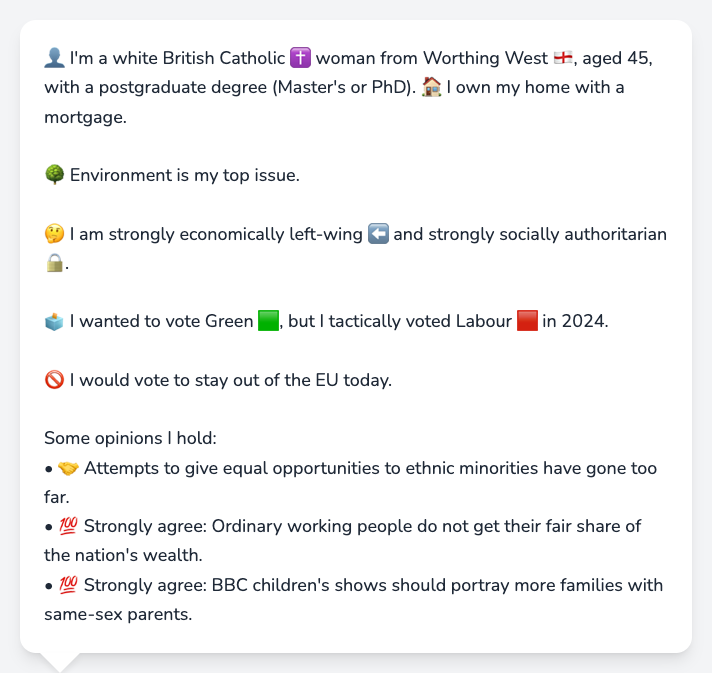 👤 I'm a white British Catholic ✝️ woman from Worthing West 🏴󠁧󠁢󠁥󠁮󠁧󠁿, aged 45,
with a postgraduate degree (Master's or PhD). 🏠 I own my home with a
mortgage.
🌳 Environment is my top issue.
🤔 I am strongly economically left-wing ⬅️ and strongly socially authoritarian
🔒.
🗳️ I wanted to vote Green 🟩, but I tactically voted Labour 🟥 in 2024.
🚫 I would vote to stay out of the EU today.
Some opinions I hold:
• 🤝 Attempts to give equal opportunities to ethnic minorities have gone too
far.
• 💯 Strongly agree: Ordinary working people do not get their fair share of
the nation's wealth.
• 💯 Strongly agree: BBC children's shows should portray more families with
same-sex parents.